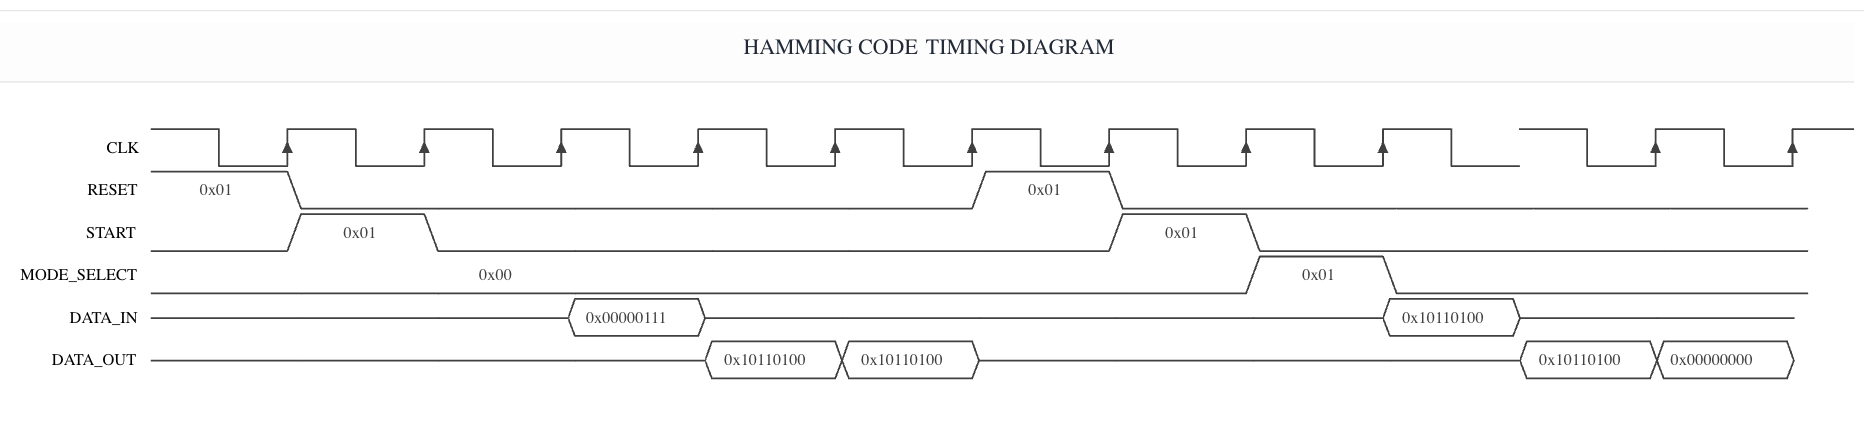 HAMMING CODE TIMING DIAGRAM
CLK
RESET 0x01 0x01
START 0x01 0x01
MODE_SELECT 0x00 0x01
DATA_IN 0x00000111 0x10110100
DATA_OUT 0x10110100 0x10110100 0x10110100 0x00000000